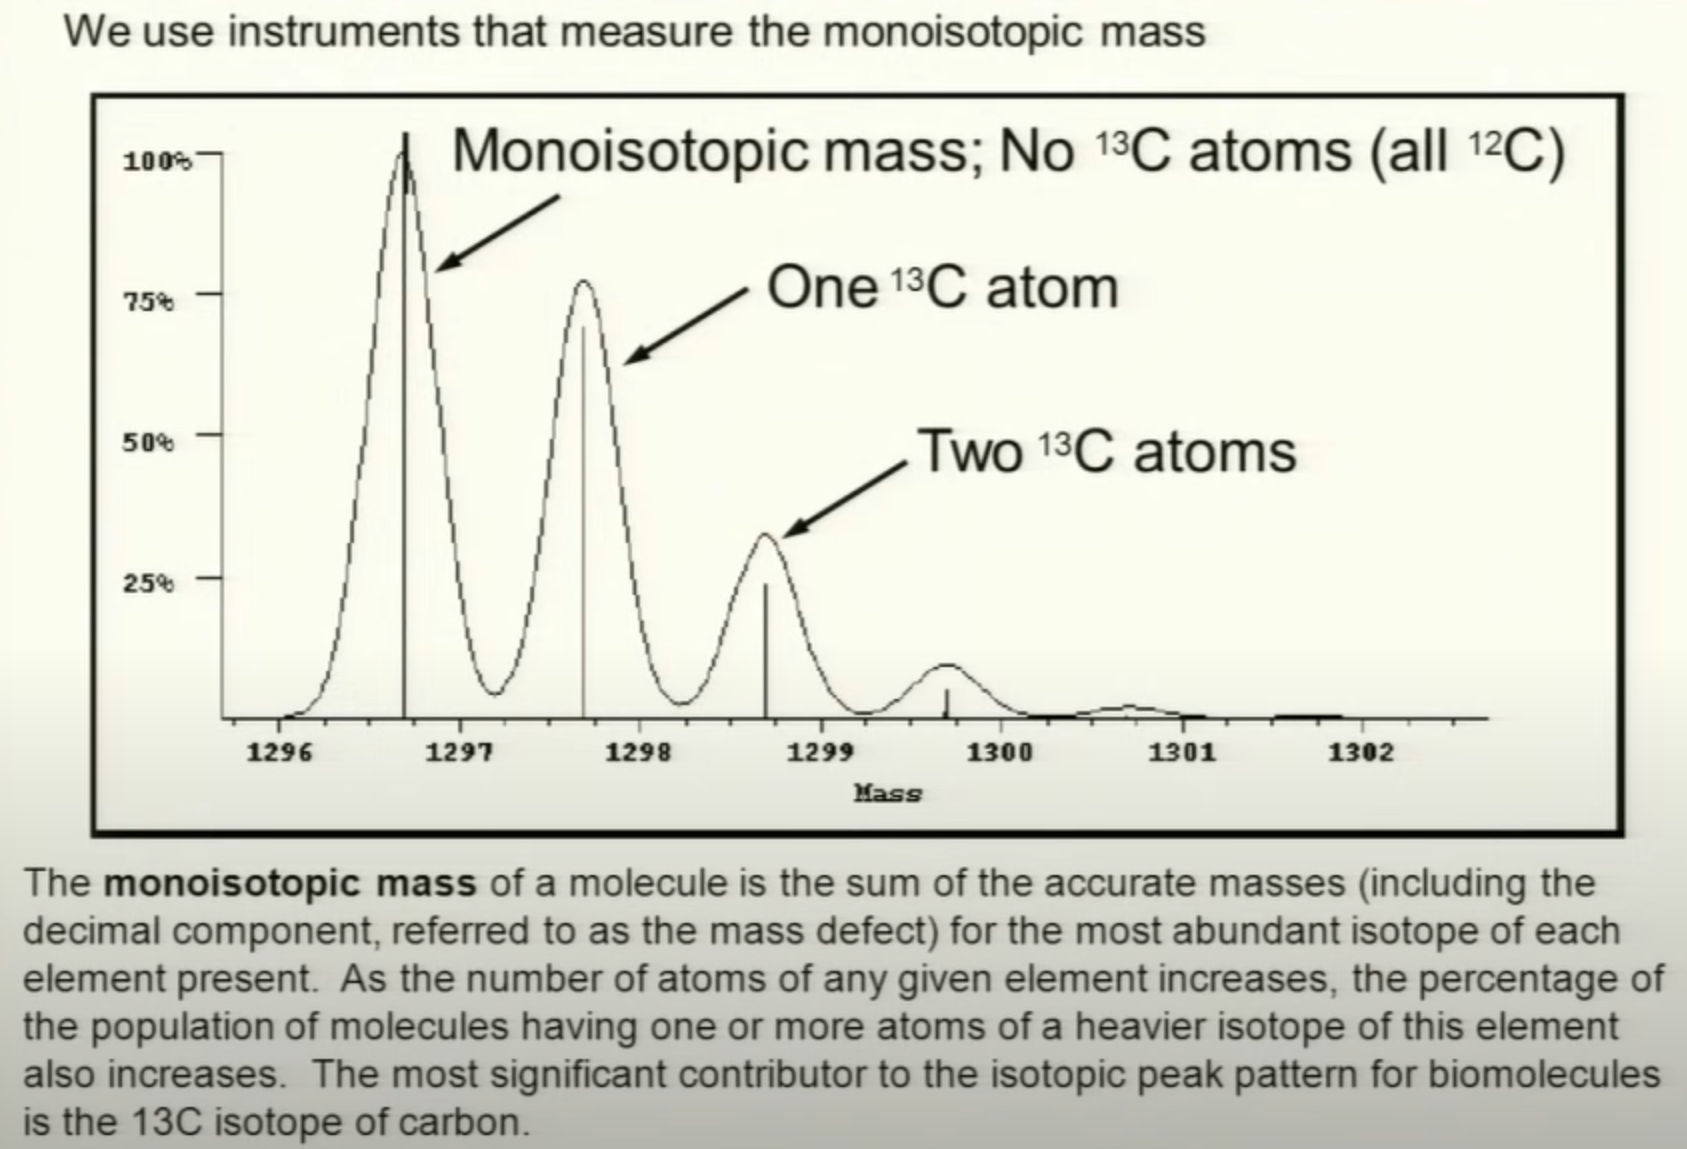 We use instruments that measure the monoisotopic mass
100%
Monoisotopic mass; No ¹³C atoms (all ¹²C)
One ¹³C atom
75%
Two ¹³C atoms
50%
25%
1296 1297 1298 1299 1300 1301 1302
Mass
The monoisotopic mass of a molecule is the sum of the accurate masses (including the
decimal component, referred to as the mass defect) for the most abundant isotope of each
element present.  As the number of atoms of any given element increases, the percentage of
the population of molecules having one or more atoms of a heavier isotope of this element
also increases.  The most significant contributor to the isotopic peak pattern for biomolecules
is the 13C isotope of carbon.